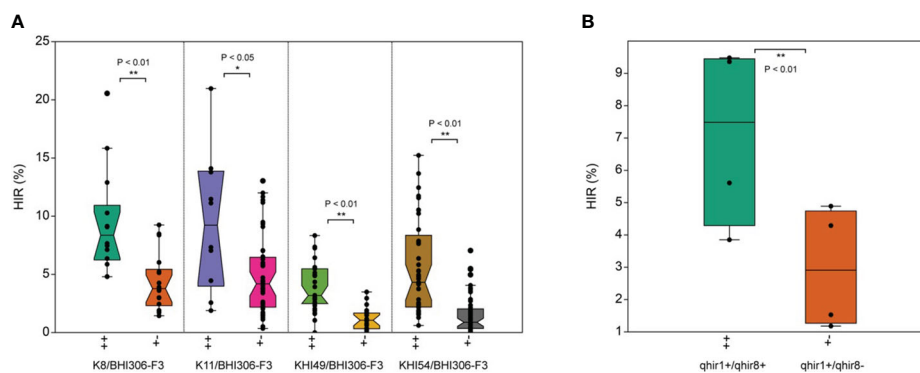 A
B
HIR (%)
25
20
15
10
5
0
P < 0.01
**
P < 0.05
*
P < 0.01
**
P < 0.01
**
++ +- ++ +- ++ +- ++ +-
K8/BHI306-F3 K11/BHI306-F3 KHI49/BHI306-F3 KHI54/BHI306-F3
HIR (%)
9
8
7
6
5
4
3
2
1
**
P < 0.01
++ +-
qhir1+/qhir8+ qhir1+/qhir8-